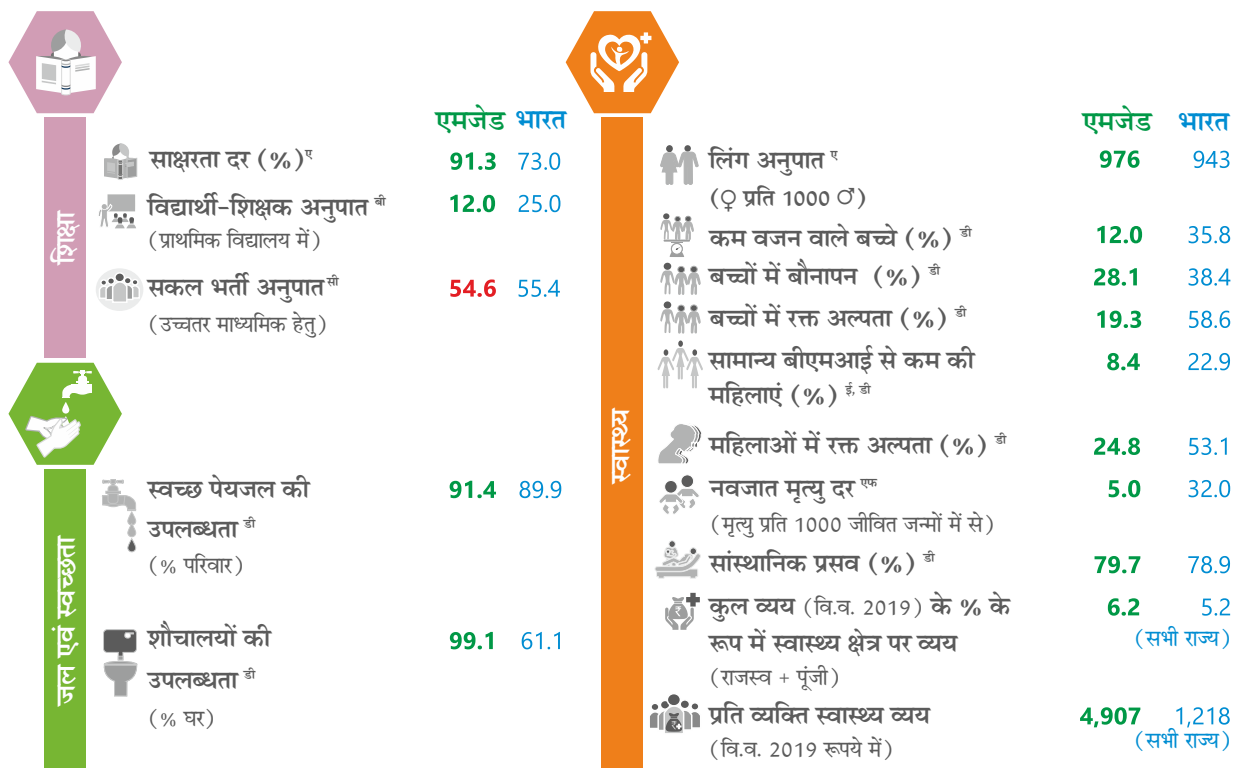 शिक्षा
एमजेड भारत
साक्षरता दर (%)ए 91.3 73.0
विद्यार्थी-शिक्षक अनुपात बी 12.0 25.0
(प्राथमिक विद्यालय में)
सकल भर्ती अनुपात सी 54.6 55.4
(उच्चतर माध्यमिक हेतु)
जल एवं स्वच्छता
स्वच्छ पेयजल की 91.4 89.9
उपलब्धता डी
(% परिवार)
शौचालयों की 99.1 61.1
उपलब्धता डी
(% घर)
स्वास्थ्य
एमजेड भारत
लिंग अनुपात ए 976 943
(♀ प्रति 1000 ♂)
कम वजन वाले बच्चे (%) डी 12.0 35.8
बच्चों में बौनापन (%) डी 28.1 38.4
बच्चों में रक्त अल्पता (%) डी 19.3 58.6
सामान्य बीएमआई से कम की 8.4 22.9
महिलाएं (%) ई, डी
महिलाओं में रक्त अल्पता (%) डी 24.8 53.1
नवजात मृत्यु दर एफ 5.0 32.0
(मृत्यु प्रति 1000 जीवित जन्मों में से)
सांस्थानिक प्रसव (%) डी 79.7 78.9
कुल व्यय (वि.व. 2019) के % के 6.2 5.2
रूप में स्वास्थ्य क्षेत्र पर व्यय (सभी राज्य)
(राजस्व + पूंजी)
प्रति व्यक्ति स्वास्थ्य व्यय 4,907 1,218
(वि.व. 2019 रूपये में) (सभी राज्य)